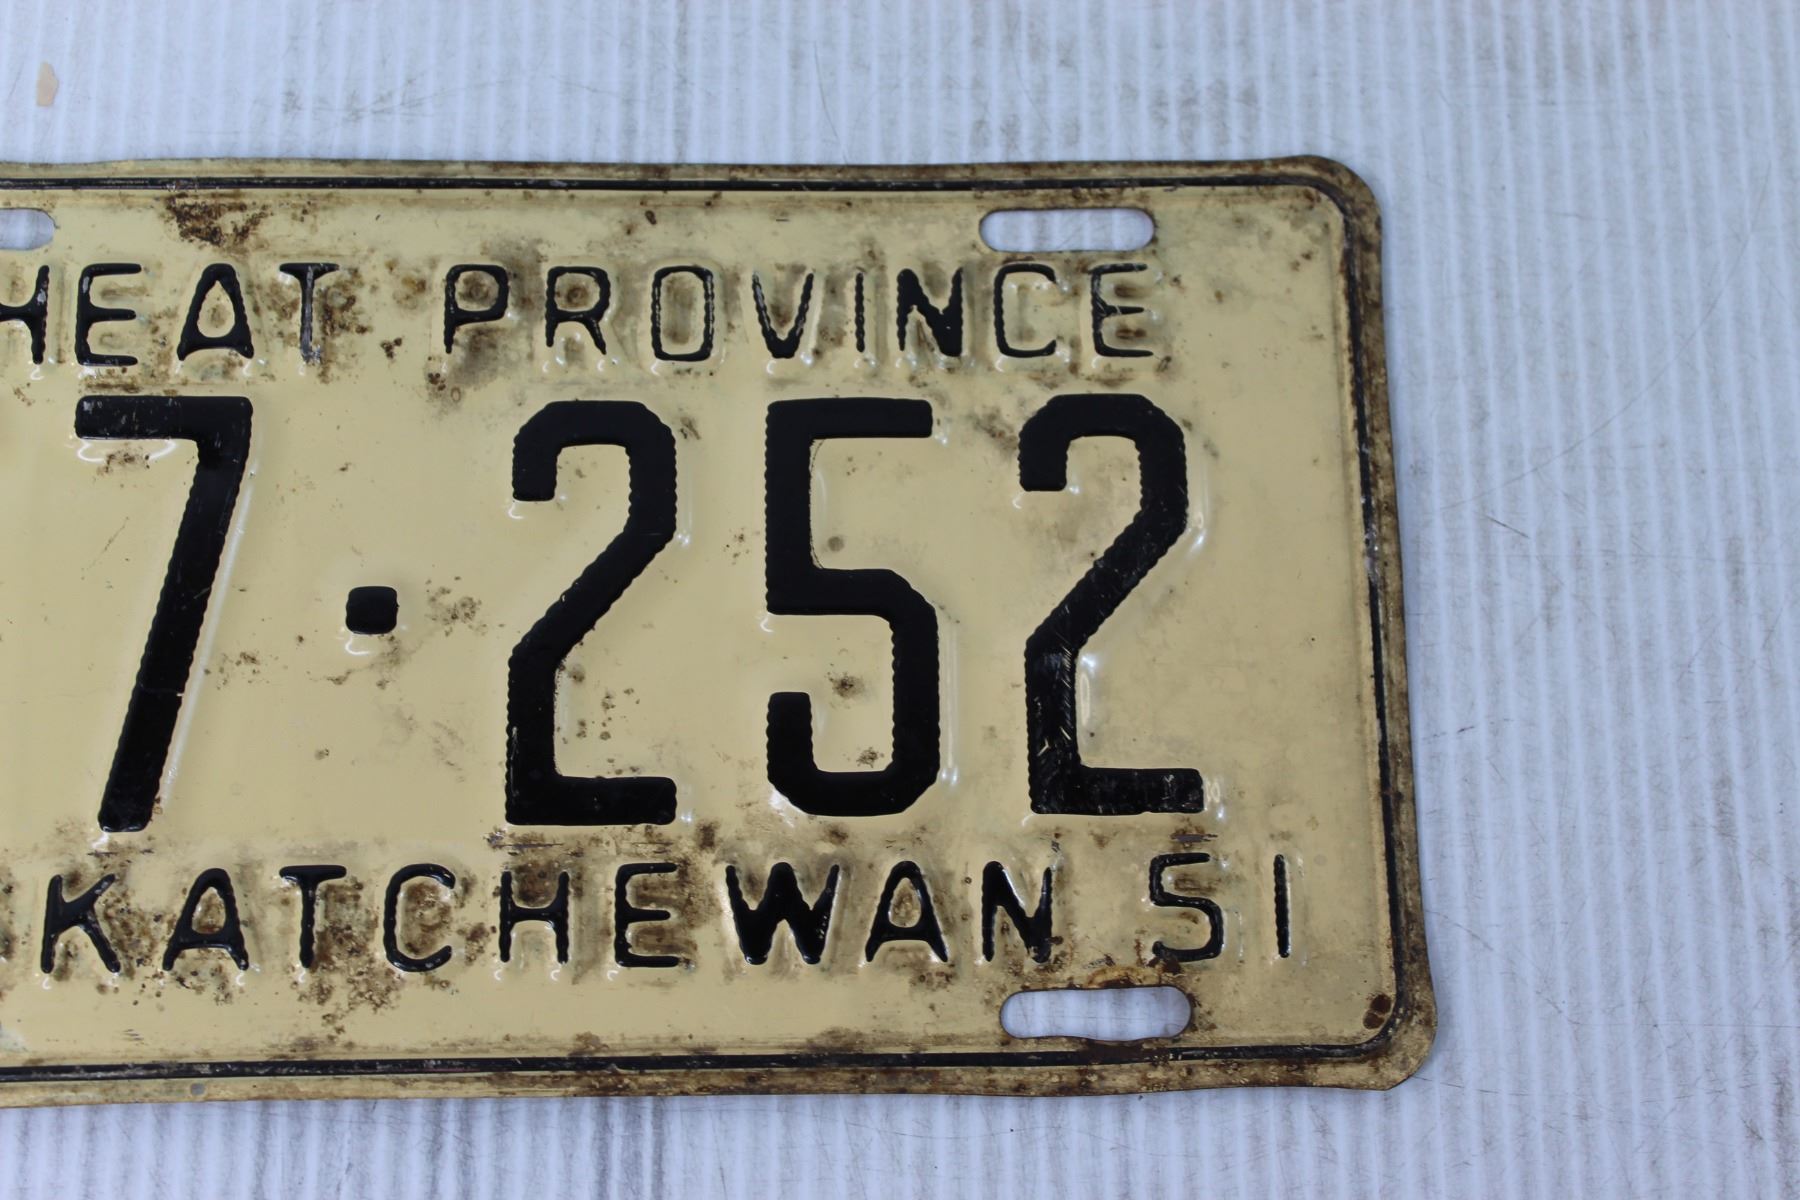 HEAT PROVINCE
7·252
KATCHEWAN 51